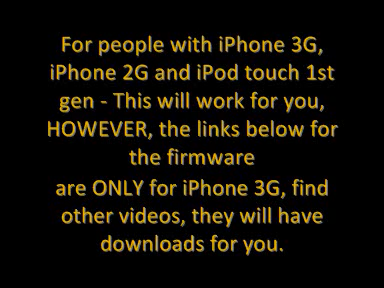 For people with iPhone 3G,
iPhone 2G and iPod touch 1st
gen - This will work for you,
HOWEVER, the links below for
the firmware
are ONLY for iPhone 3G, find
other videos, they will have
downloads for you.